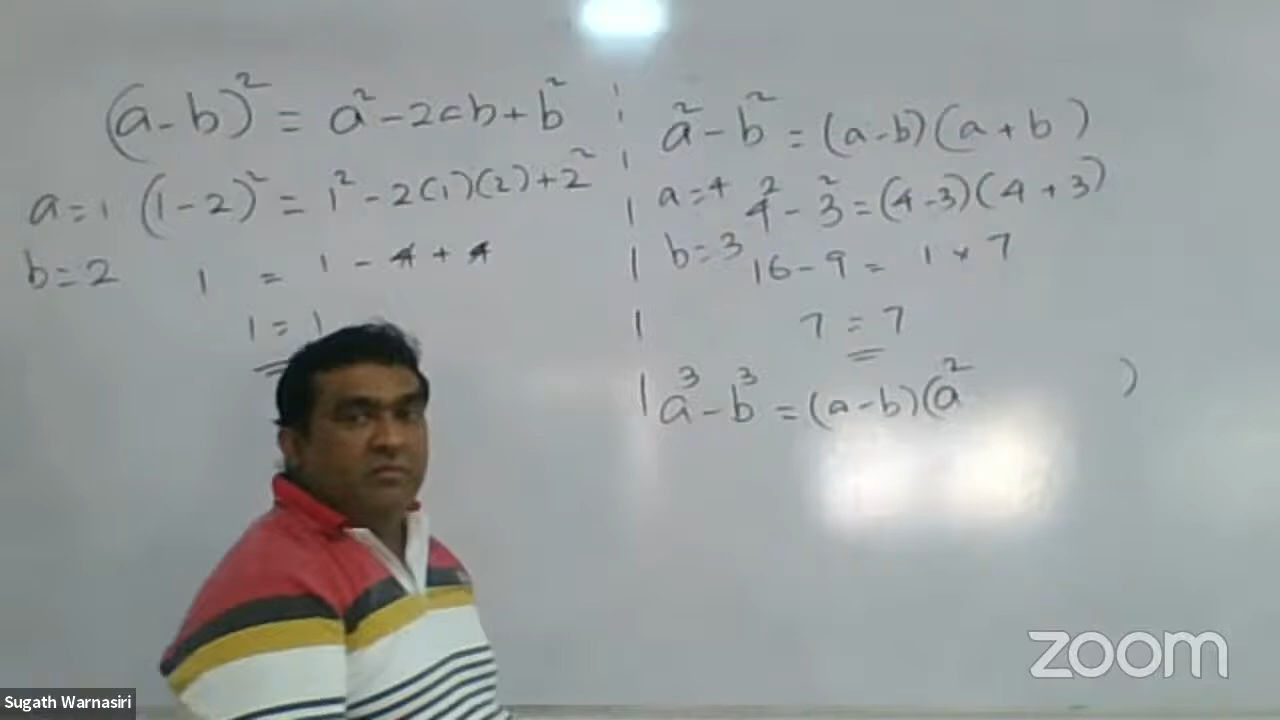 (a-b)² = a²-2ab+b²
a=1 (1-2)² = 1²-2(1)(2)+2²
b=2 1 = 1-4+4
1=1
a²-b² = (a-b)(a+b)
a=4 4²-3²=(4-3)(4+3)
b=3 16-9 = 1×7
7=7
a³-b³=(a-b)(a² )
Sugath Warnasiri
zoom